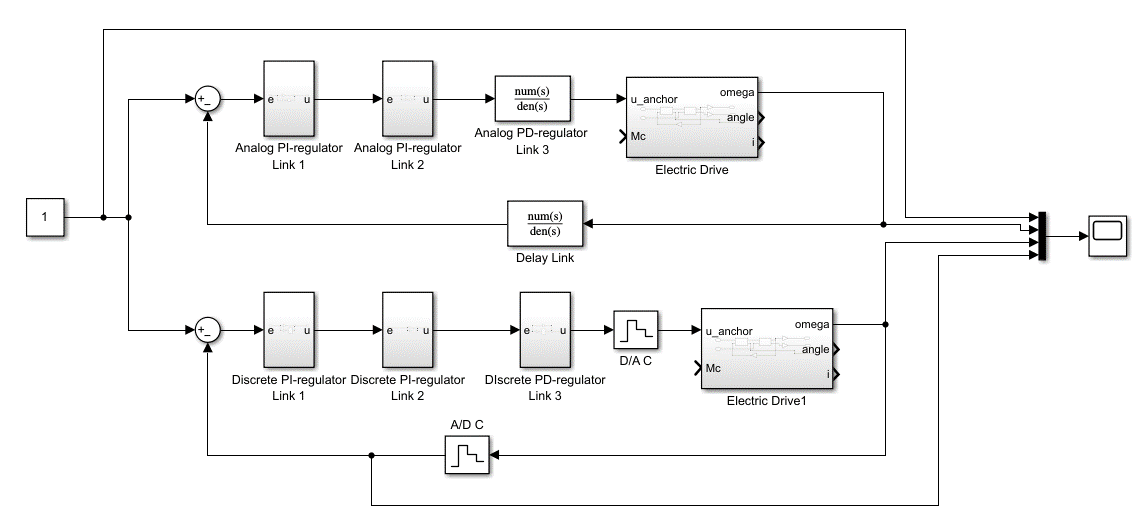 e
u
Analog PI-regulator
Link 1
e
u
Analog PI-regulator
Link 2
num(s)
den(s)
Analog PD-regulator
Link 3
u_anchor
Mc
omega
angle
i
Electric Drive
+
_
1
num(s)
den(s)
Delay Link
+
_
e
u
Discrete PI-regulator
Link 1
e
u
Discrete PI-regulator
Link 2
e
u
DIscrete PD-regulator
Link 3
D/A C
u_anchor
Mc
omega
angle
i
Electric Drive1
A/D C